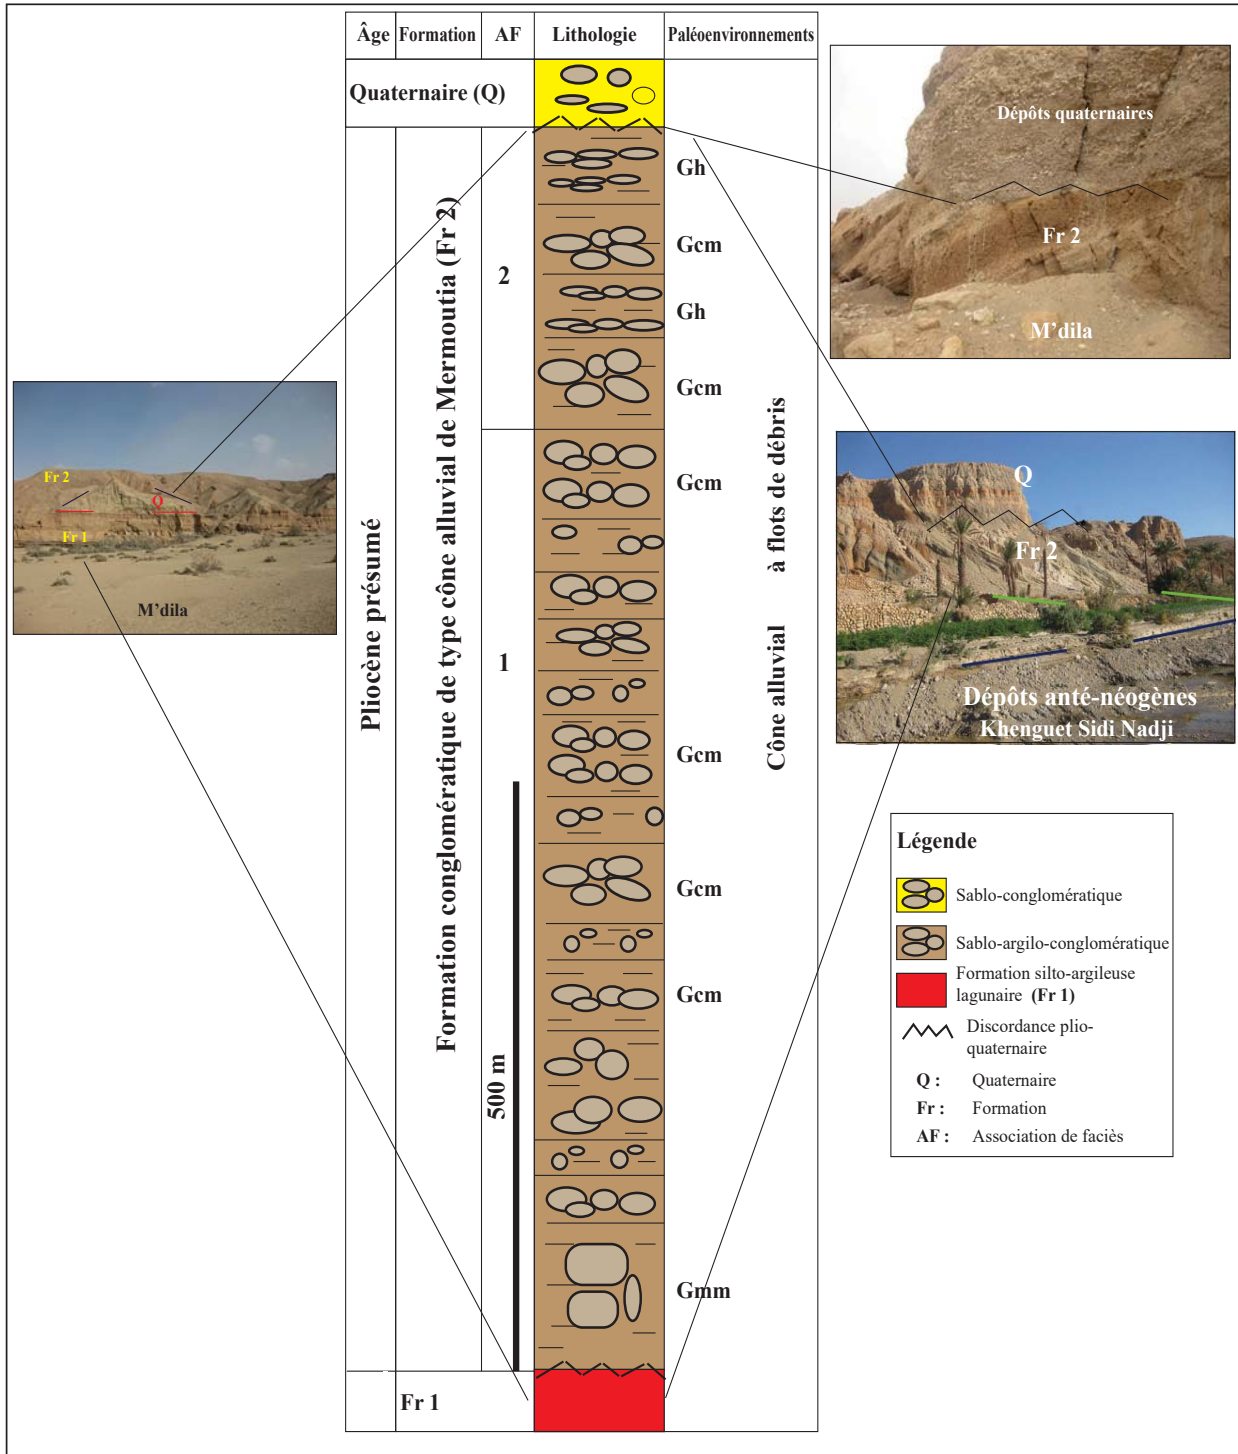 Âge Formation AF Lithologie Paléoenvironnements
Quaternaire (Q)
Pliocène présumé
Formation conglomératique de type cône alluvial de Mermoutia (Fr 2)
2
1
500 m
Fr 1
Gh
Gcm
Gh
Gcm
Gcm
Gcm
Gcm
Gcm
Gmm
Cône alluvial à flots de débris
Fr 2
Q
Fr 1
M'dila
Dépôts quaternaires
Fr 2
M'dila
Q
Fr 2
Dépôts anté-néogènes
Khenguet Sidi Nadji
Légende
Sablo-conglomératique
Sablo-argilo-conglomératique
Formation silto-argileuse
lagunaire (Fr 1)
Discordance plio-
quaternaire
Q : Quaternaire
Fr : Formation
AF : Association de faciès